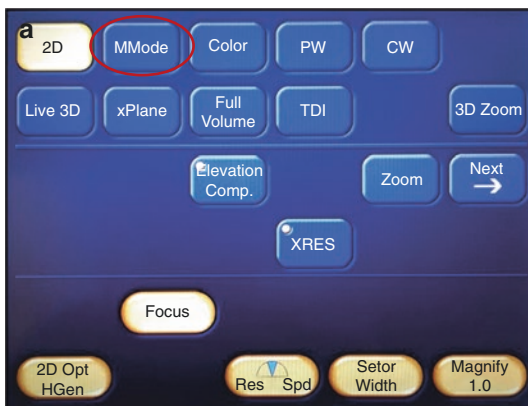 a
2D
MMode
Color
PW
CW
Live 3D
xPlane
Full
Volume
TDI
3D Zoom
Elevation
Comp.
Zoom
Next
XRES
Focus
2D Opt
HGen
Res Spd
Setor
Width
Magnify
1.0